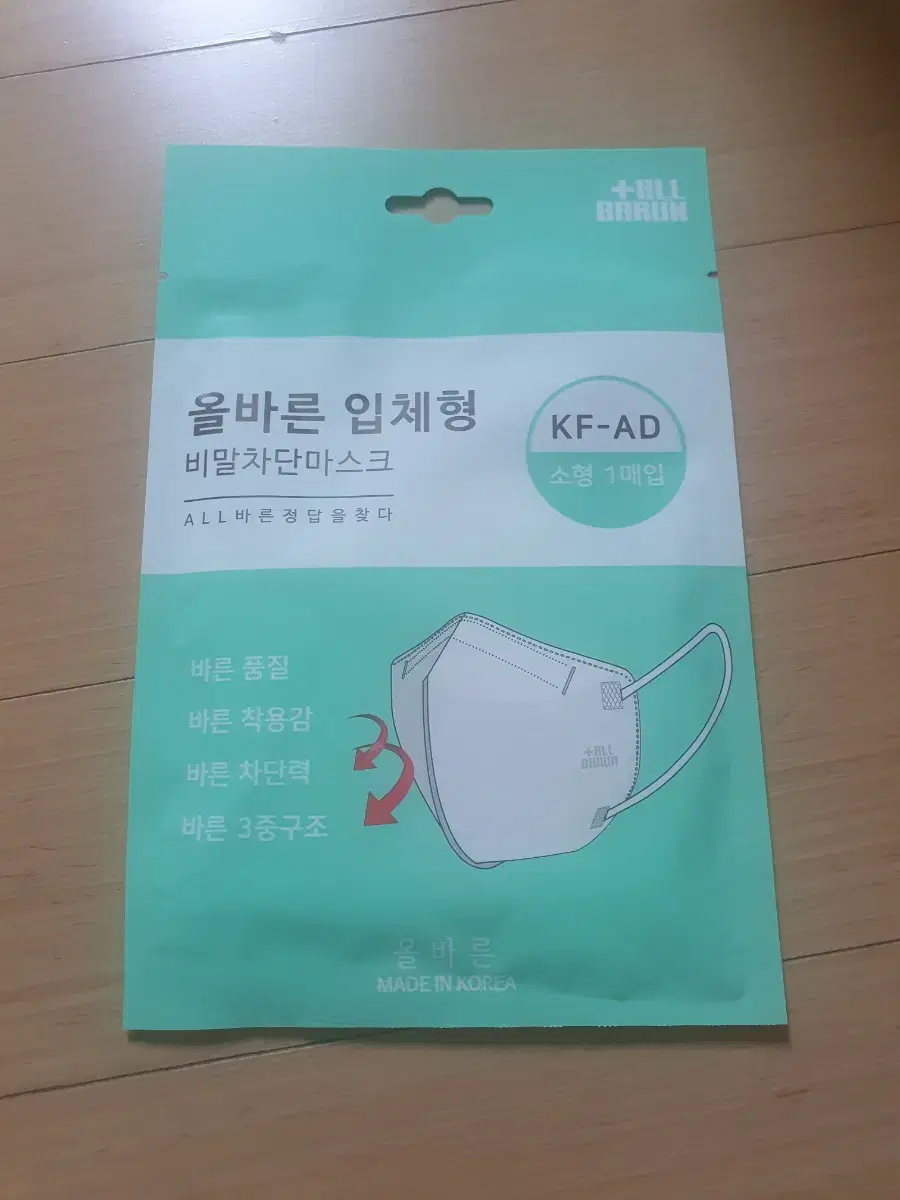 +ALL
BARUN
올바른 입체형
비말차단마스크
ALL바른정답을찾다
KF-AD
소형 1매입
바른 품질
바른 착용감
바른 차단력
바른 3중구조
+ALL
BARUN
올바른
MADE IN KOREA